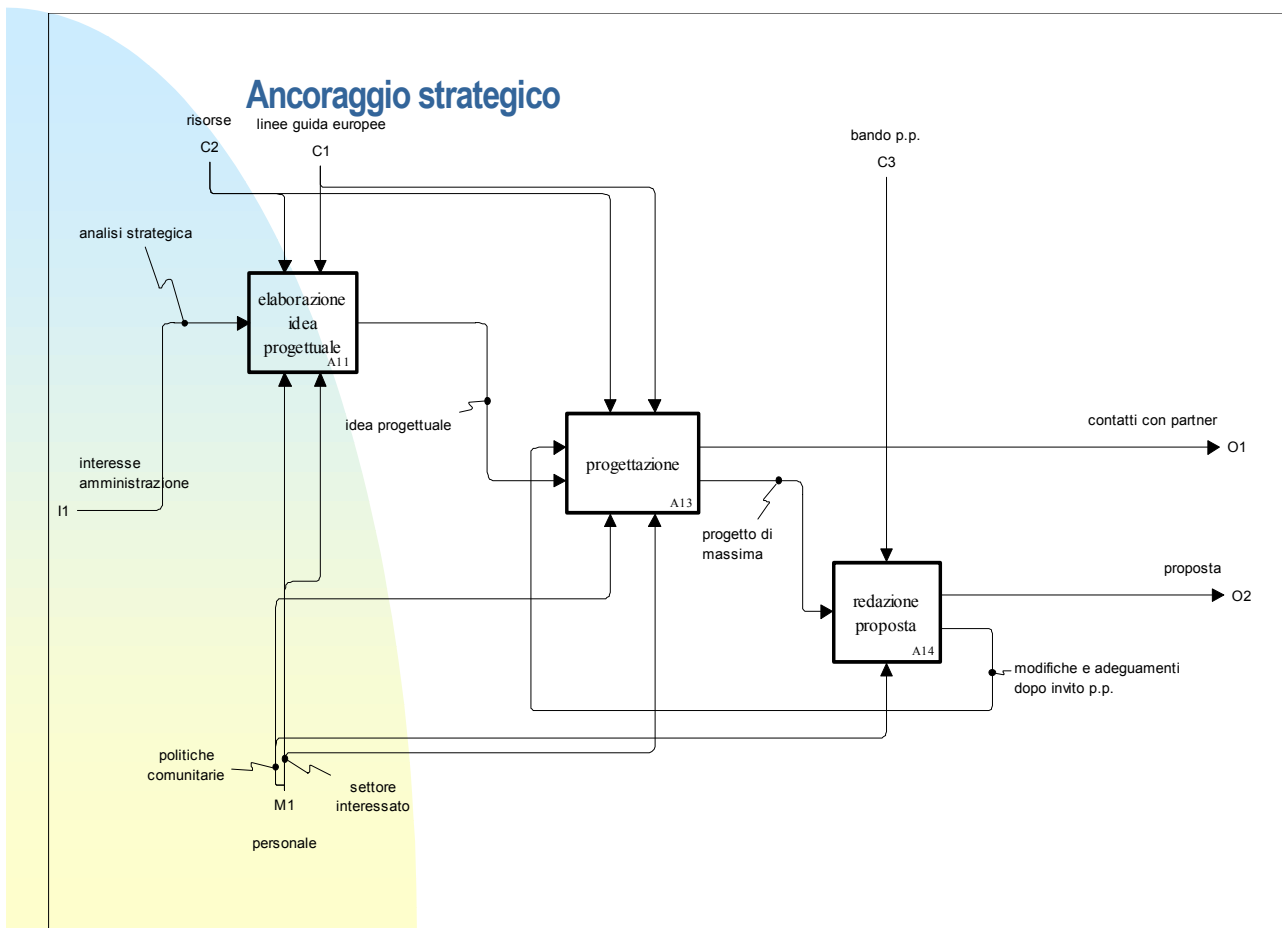 Ancoraggio strategico
risorse
linee guida europee
C2
C1
bando p.p.
C3
analisi strategica
elaborazione
idea
progettuale
A11
idea progettuale
contatti con partner
O1
interesse
amministrazione
I1
progettazione
A13
progetto di
massima
proposta
O2
redazione
proposta
A14
modifiche e adeguamenti
dopo invito p.p.
politiche
comunitarie
settore
interessato
M1
personale